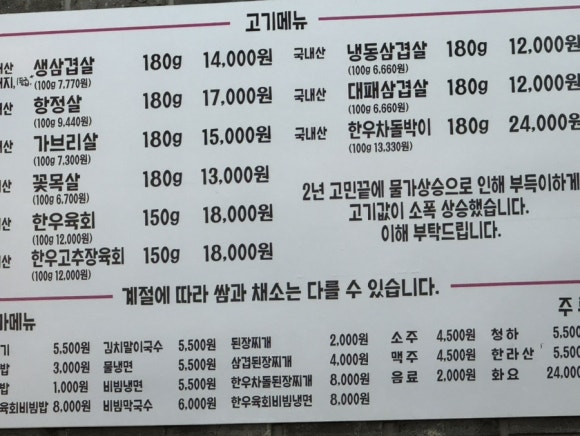 고기메뉴
생삼겹살 180g 14,000원 국내산 냉동삼겹살 180g 12,000원
(100g 7.770원) (100g 6.660원)
항정살 180g 17,000원 국내산 대패삼겹살 180g 12,000원
(100g 9.440원) (100g 6.660원)
가브리살 180g 15,000원 국내산 한우차돌박이 180g 24,000원
(100g 7.300원) (100g 13.330원)
꽃목살 180g 13,000원
(100g 6.700원)
한우육회 150g 18,000원
(100g 12.000원)
한우고추장육회 150g 18,000원
(100g 12.000원)
2년 고민끝에 물가상승으로 인해 부득이하게
고기값이 소폭 상승했습니다.
이해 부탁드립니다.
계절에 따라 쌈과 채소는 다를 수 있습니다.
메뉴 주
기 5.500원 김치말이국수 5.500원 된장찌개 2.000원 소주 4.500원 청하 5.50
밥 3.000원 물냉면 5.500원 삼겹된장찌개 4.000원 맥주 4.500원 한라산 5.50
밥 1.000원 비빔냉면 5.500원 한우차돌된장찌개 8.000원 음료 2.000원 화요 24.00
육회비빔밥 8.000원 비빔막국수 6.000원 한우육회비빔냉면 8.000원